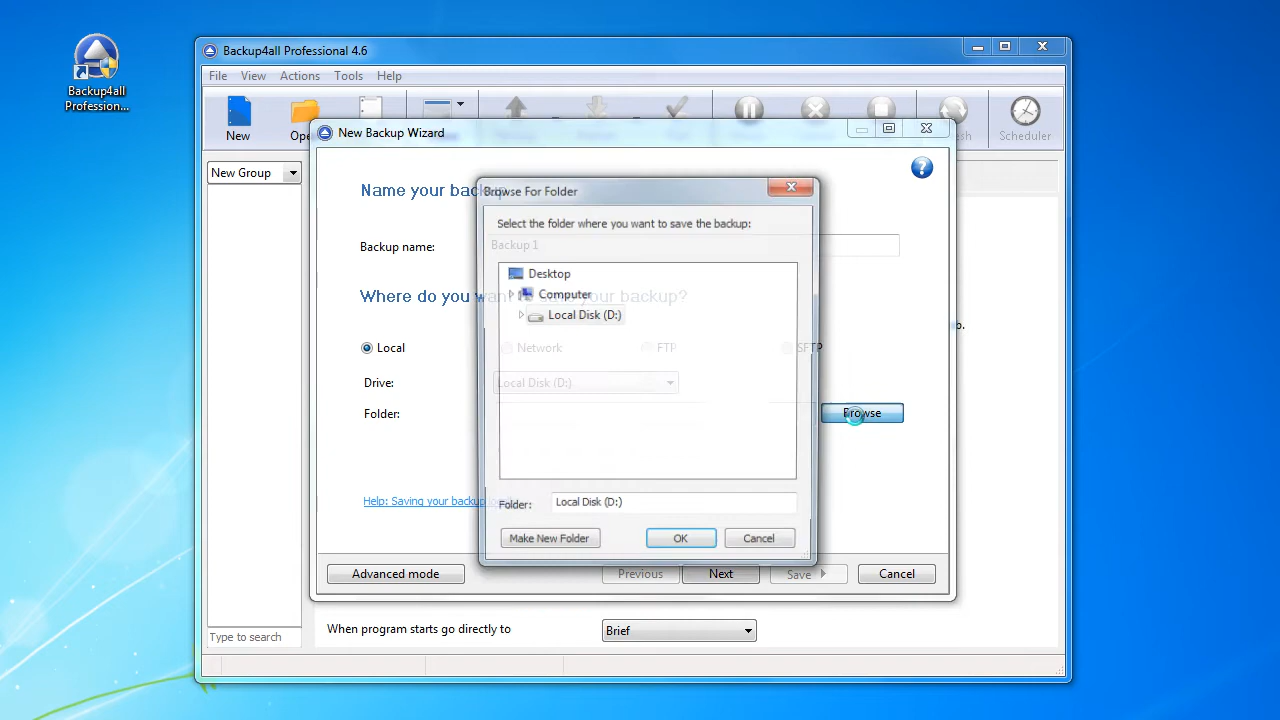 Backup4all Professional 4.6
Backup4all
Profession...
File View Actions Tools Help
New
Scheduler
New Backup Wizard
New Group
Name your backup
Browse For Folder
Select the folder where you want to save the backup:
Backup name:
Backup 1
Desktop
Computer
Where do you want to save your backup?
Local Disk (D:)
Local
Network
FTP
SFTP
Drive:
Local Disk (D:)
Folder:
Browse
Help: Saving your backup
Folder:
Local Disk (D:)
Make New Folder
OK
Cancel
Advanced mode
Previous
Next
Save
Cancel
Type to search
When program starts go directly to
Brief